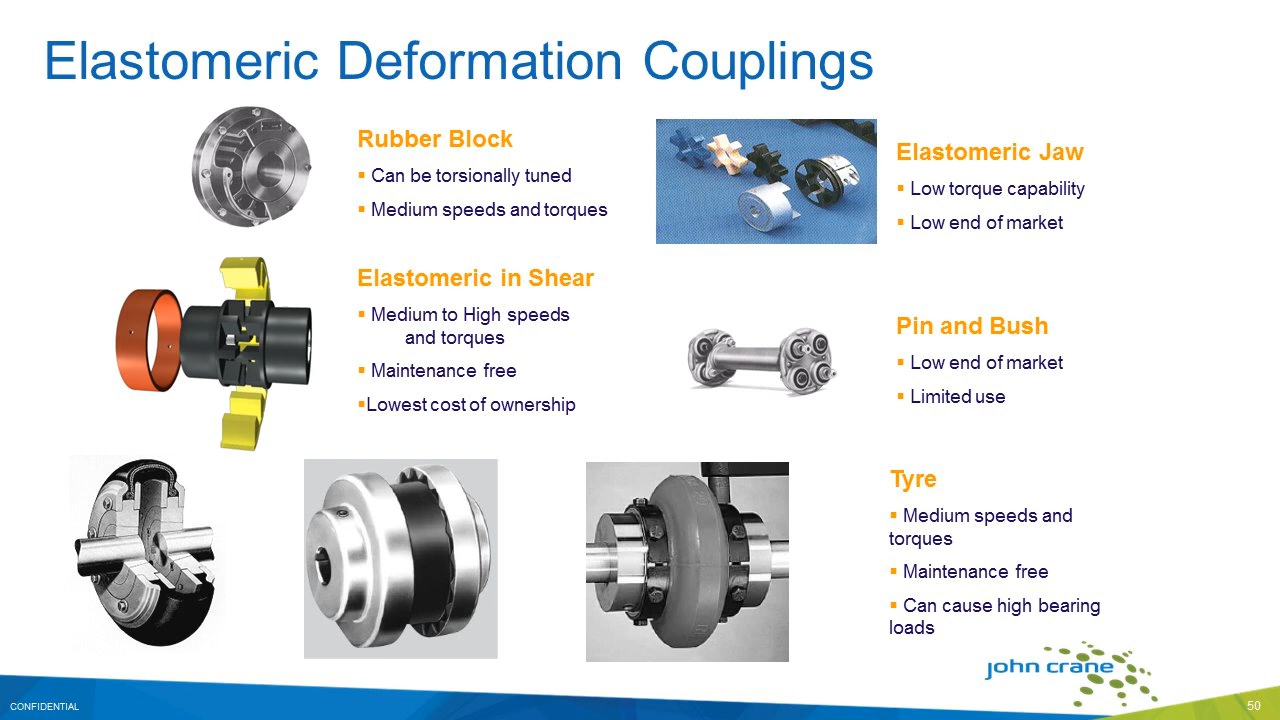 Elastomeric Deformation Couplings
Rubber Block
▪ Can be torsionally tuned
▪ Medium speeds and torques
Elastomeric in Shear
▪ Medium to High speeds
and torques
▪ Maintenance free
▪Lowest cost of ownership
Elastomeric Jaw
▪ Low torque capability
▪ Low end of market
Pin and Bush
▪ Low end of market
▪ Limited use
Tyre
▪ Medium speeds and
torques
▪ Maintenance free
▪ Can cause high bearing
loads
john crane
CONFIDENTIAL
50